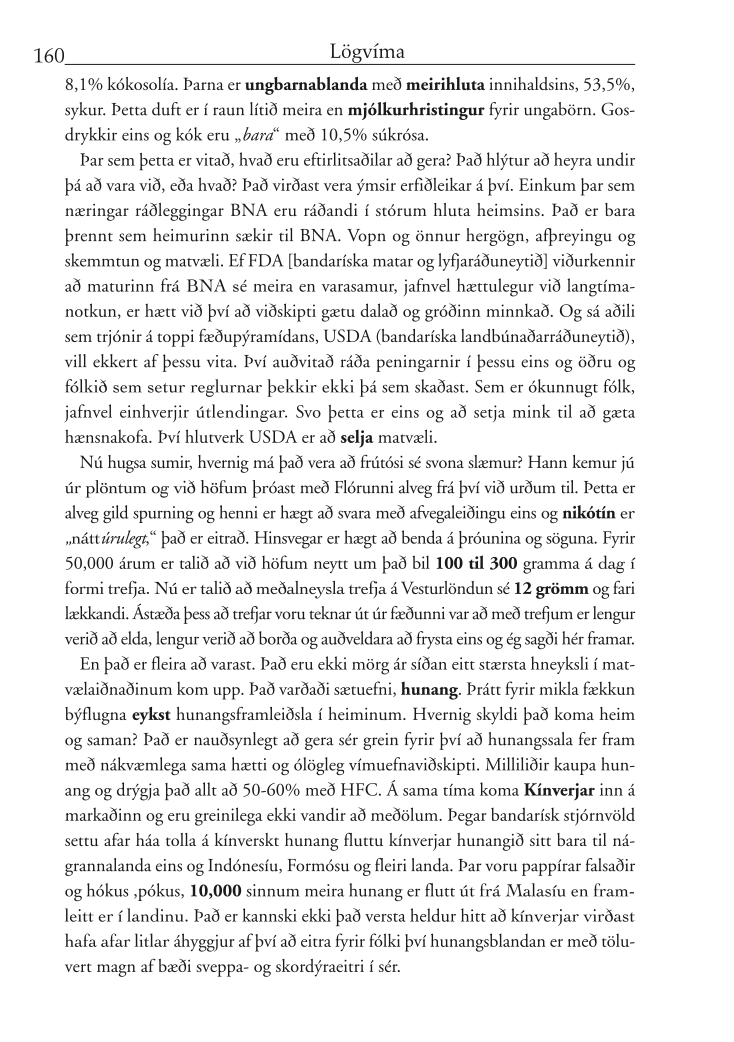 160
Lögvíma
8,1% kókosolía. Þarna er ungbarnablanda með meirihluta innihaldsins, 53,5%,
sykur. Þetta duft er í raun lítið meira en mjólkurhristingur fyrir ungabörn. Gos-
drykkir eins og kók eru „bara“ með 10,5% súkrósa.
Þar sem þetta er vitað, hvað eru eftirlitsaðilar að gera? Það hlýtur að heyra undir
þá að vara við, eða hvað? Það virðast vera ýmsir erfiðleikar á því. Einkum þar sem
næringar ráðleggingar BNA eru ráðandi í stórum hluta heimsins. Það er bara
þrennt sem heimurinn sækir til BNA. Vopn og önnur hergögn, afþreyingu og
skemmtun og matvæli. Ef FDA [bandaríska matar og lyfjaráðuneytið] viðurkennir
að maturinn frá BNA sé meira en varasamur, jafnvel hættulegur við langtíma-
notkun, er hætt við því að viðskipti gætu dalað og gróðinn minnkað. Og sá aðili
sem trjónir á toppi fæðupýramídans, USDA (bandaríska landbúnaðarráðuneytið),
vill ekkert af þessu vita. Því auðvitað ráða peningarnir í þessu eins og öðru og
fólkið sem setur reglurnar þekkir ekki þá sem skaðast. Sem er ókunnugt fólk,
jafnvel einhverjir útlendingar. Svo þetta er eins og að setja mink til að gæta
hænsnakofa. Því hlutverk USDA er að selja matvæli.
Nú hugsa sumir, hvernig má það vera að frútósi sé svona slæmur? Hann kemur jú
úr plöntum og við höfum þróast með Flórunni alveg frá því við urðum til. Þetta er
alveg gild spurning og henni er hægt að svara með afvegaleiðingu eins og nikótín er
„náttúrulegt,“ það er eitrað. Hinsvegar er hægt að benda á þróunina og söguna. Fyrir
50,000 árum er talið að við höfum neytt um það bil 100 til 300 gramma á dag í
formi trefja. Nú er talið að meðalneysla trefja á Vesturlöndun sé 12 grömm og fari
lækkandi. Ástæða þess að trefjar voru teknar út úr fæðunni var að með trefjum er lengur
verið að elda, lengur verið að borða og auðveldara að frysta eins og ég sagði hér framar.
En það er fleira að varast. Það eru ekki mörg ár síðan eitt stærsta hneyksli í mat-
vælaiðnaðinum kom upp. Það varðaði sætuefni, hunang. Þrátt fyrir mikla fækkun
býflugna eykst hunangsframleiðsla í heiminum. Hvernig skyldi það koma heim
og saman? Það er nauðsynlegt að gera sér grein fyrir því að hunangssala fer fram
með nákvæmlega sama hætti og ólögleg vímuefnaviðskipti. Milliliðir kaupa hun-
ang og drýgja það allt að 50-60% með HFC. Á sama tíma koma Kínverjar inn á
markaðinn og eru greinilega ekki vandir að meðölum. Þegar bandarísk stjórnvöld
settu afar háa tolla á kínverskt hunang fluttu kínverjar hunangið sitt bara til ná-
grannalanda eins og Indónesíu, Formósu og fleiri landa. Þar voru pappírar falsaðir
og hókus ‚pókus, 10,000 sinnum meira hunang er flutt út frá Malasíu en fram-
leitt er í landinu. Það er kannski ekki það versta heldur hitt að kínverjar virðast
hafa afar litlar áhyggjur af því að eitra fyrir fólki því hunangsblandan er með tölu-
vert magn af bæði sveppa- og skordýraeitri í sér.